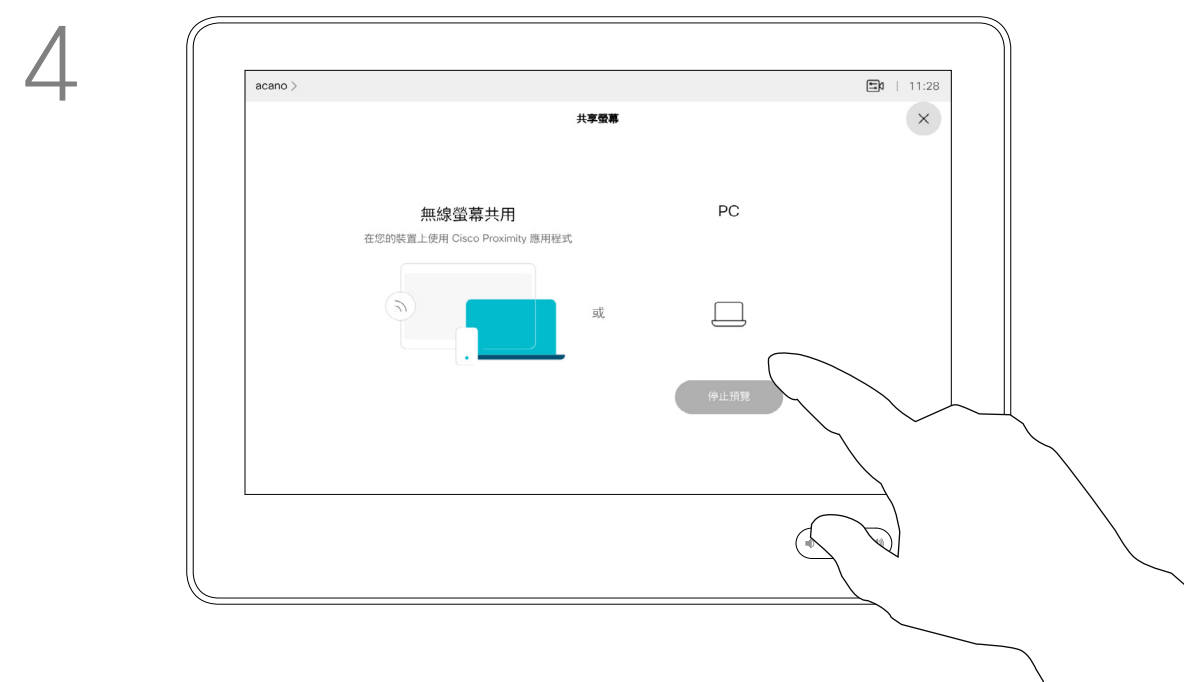 4
acano >
11:28
共享螢幕
無線螢幕共用
在您的裝置上使用 Cisco Proximity 應用程式
或
PC
停止預覽